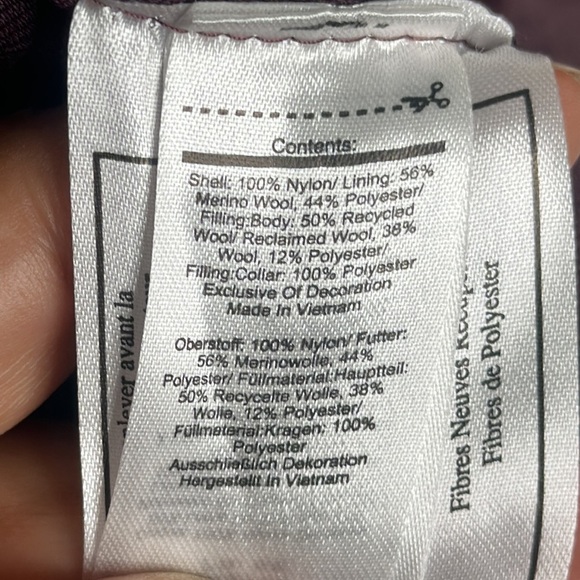 Contents:
Shell: 100% Nylon/ Lining: 56%
Merino Wool, 44% Polyester/
Filling:Body: 50% Recycled
Wool/ Reclaimed Wool, 38%
Wool, 12% Polyester/
Filling:Collar: 100% Polyester
Exclusive Of Decoration
Made In Vietnam
Oberstoff: 100% Nylon/ Futter:
56% Merinowolle, 44%
Polyester/ Füllmaterial:Hauptteil:
50% Recycelte Wolle, 38%
Wolle, 12% Polyester/
Füllmaterial:Kragen: 100%
Polyester
Ausschließlich Dekoration
Hergestellt In Vietnam
avant la
Fibres Neuves
Fibres de Polyester